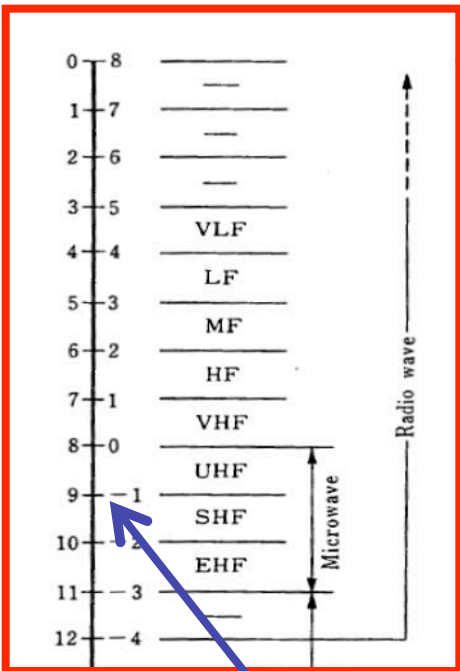 0 8
1 7
2 6
3 5
VLF
4 4
LF
5 3
MF
6 2
HF
7 1
VHF
8 0
UHF
9 -1
SHF
10 -2
EHF
11 -3
12 -4
Microwave
Radio wave